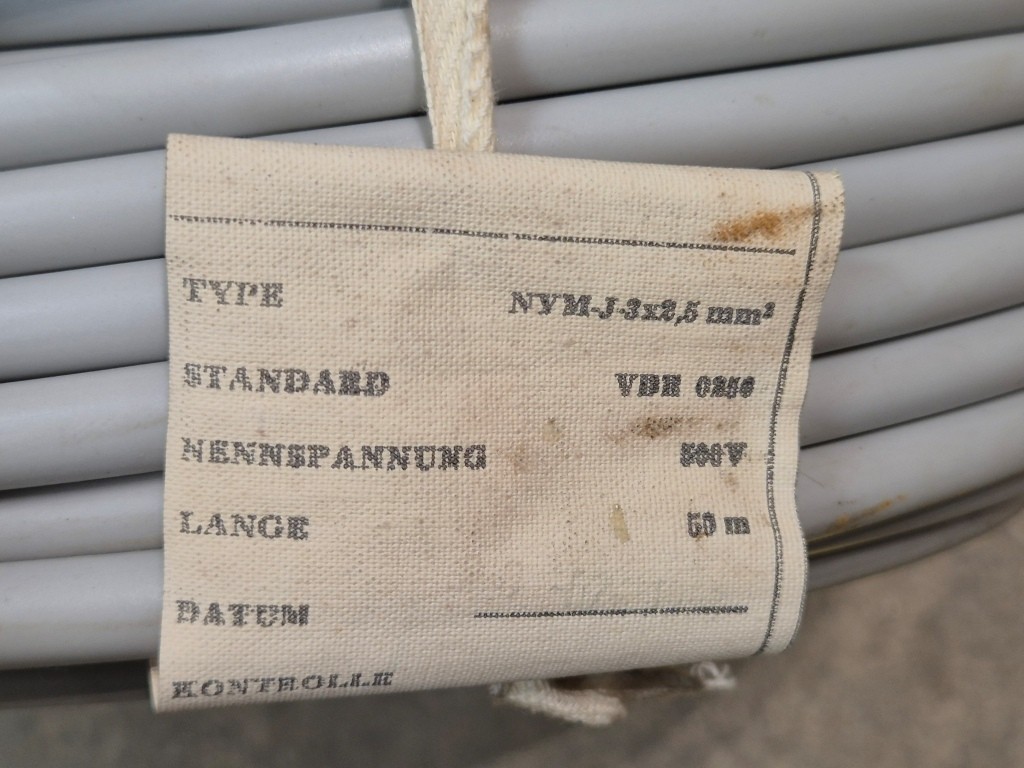 TYPE NYM-J-3x2,5 mm²
STANDARD VDE 0250
NENNSPANNUNG 500V
LANGE 50 m
DATUM
KONTROLLE